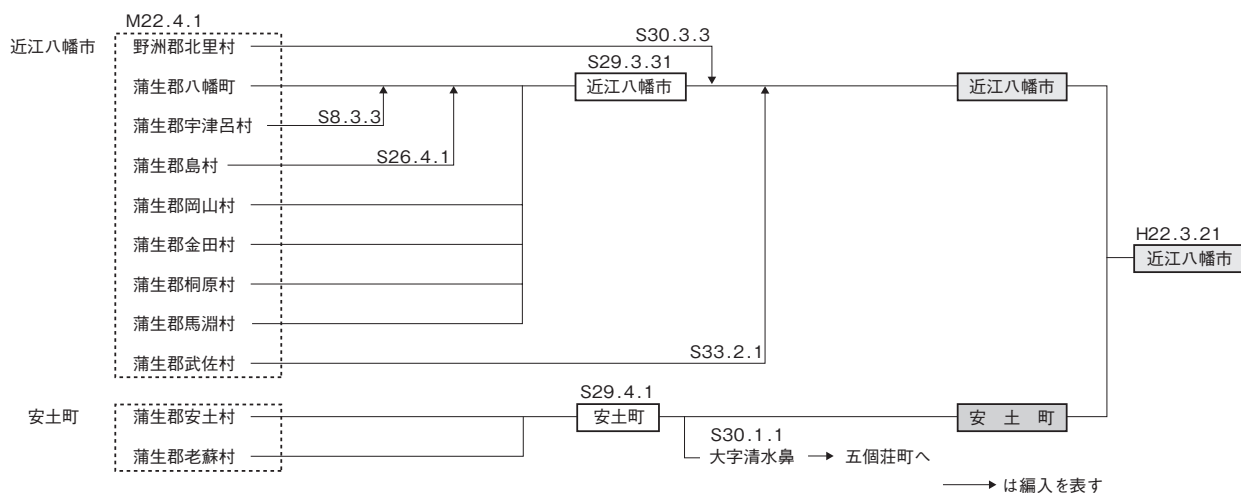 M22.4.1
近江八幡市
野洲郡北里村
S30.3.3
S29.3.31
蒲生郡八幡町
近江八幡市
近江八幡市
蒲生郡宇津呂村
S8.3.3
蒲生郡島村
S26.4.1
蒲生郡岡山村
蒲生郡金田村
H22.3.21
近江八幡市
蒲生郡桐原村
蒲生郡馬淵村
蒲生郡武佐村
S33.2.1
S29.4.1
安土町
蒲生郡安土村
安土町
安 土 町
S30.1.1
蒲生郡老蘇村
大字清水鼻 → 五個荘町へ
→ は編入を表す